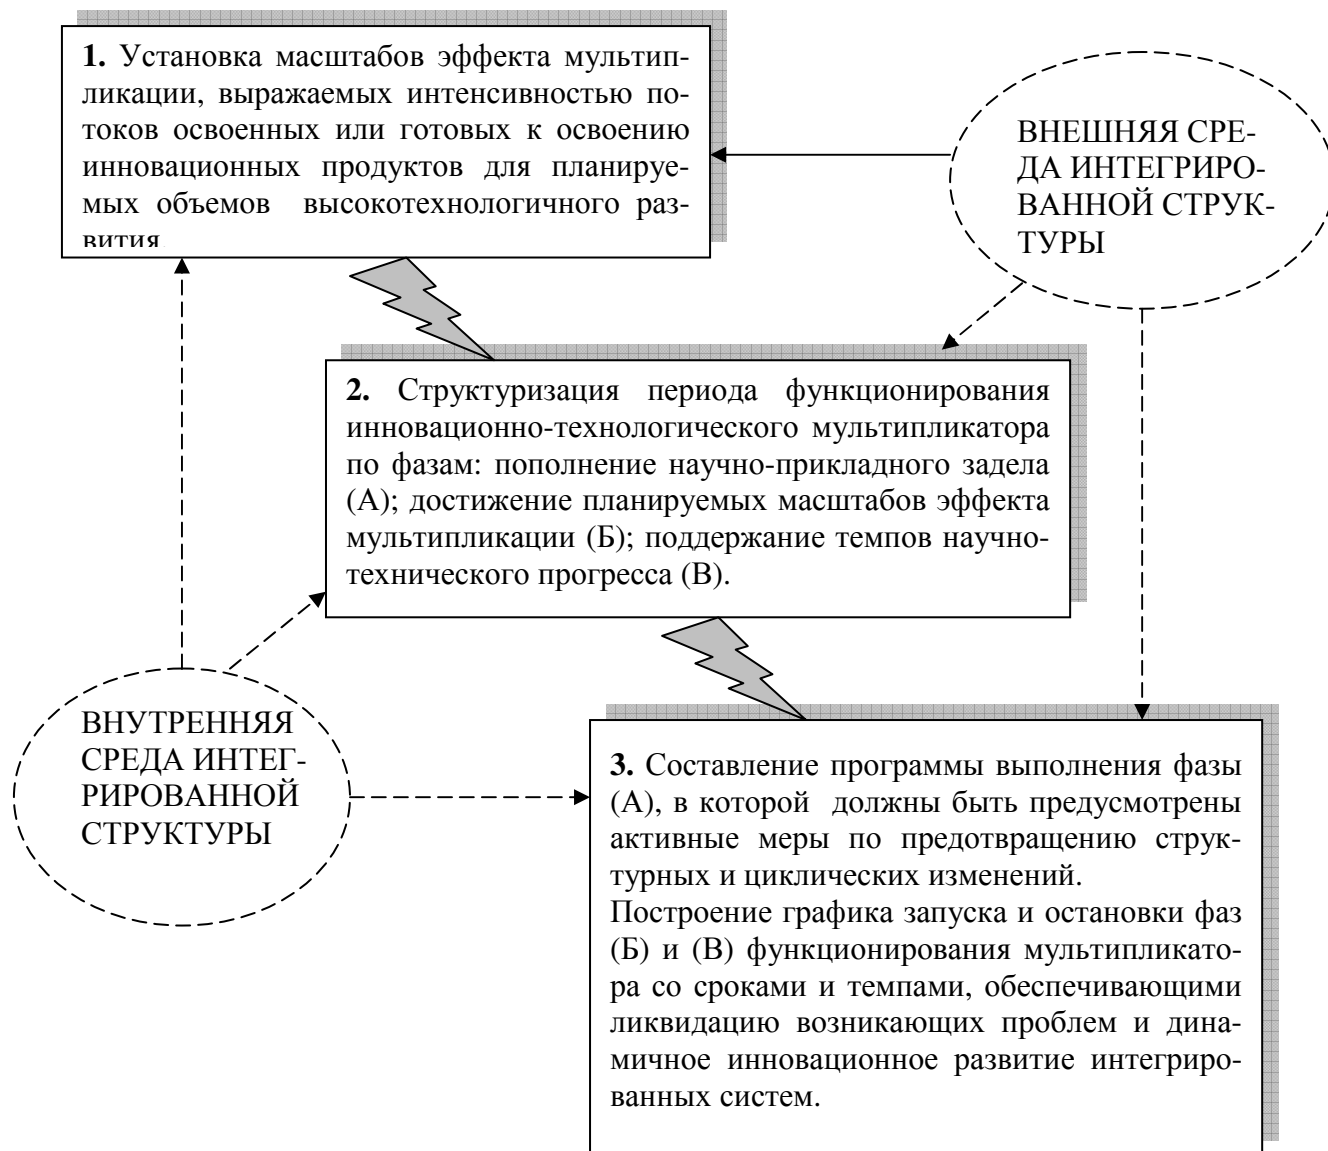 1. Установка масштабов эффекта мультип-
ликации, выражаемых интенсивностью по-
токов освоенных или готовых к освоению
инновационных продуктов для планируе-
мых объемов высокотехнологичного раз-
вития
ВНЕШНЯЯ СРЕ-
ДА ИНТЕГРИРО-
ВАННОЙ СТРУК-
ТУРЫ
2. Структуризация периода функционирования
инновационно-технологического мультипликатора
по фазам: пополнение научно-прикладного задела
(А); достижение планируемых масштабов эффекта
мультипликации (Б); поддержание темпов научно-
технического прогресса (В).
ВНУТРЕННЯЯ
СРЕДА ИНТЕГ-
РИРОВАННОЙ
СТРУКТУРЫ
3. Составление программы выполнения фазы
(А), в которой должны быть предусмотрены
активные меры по предотвращению струк-
турных и циклических изменений.
Построение графика запуска и остановки фаз
(Б) и (В) функционирования мультипликато-
ра со сроками и темпами, обеспечивающими
ликвидацию возникающих проблем и дина-
мичное инновационное развитие интегриро-
ванных систем.